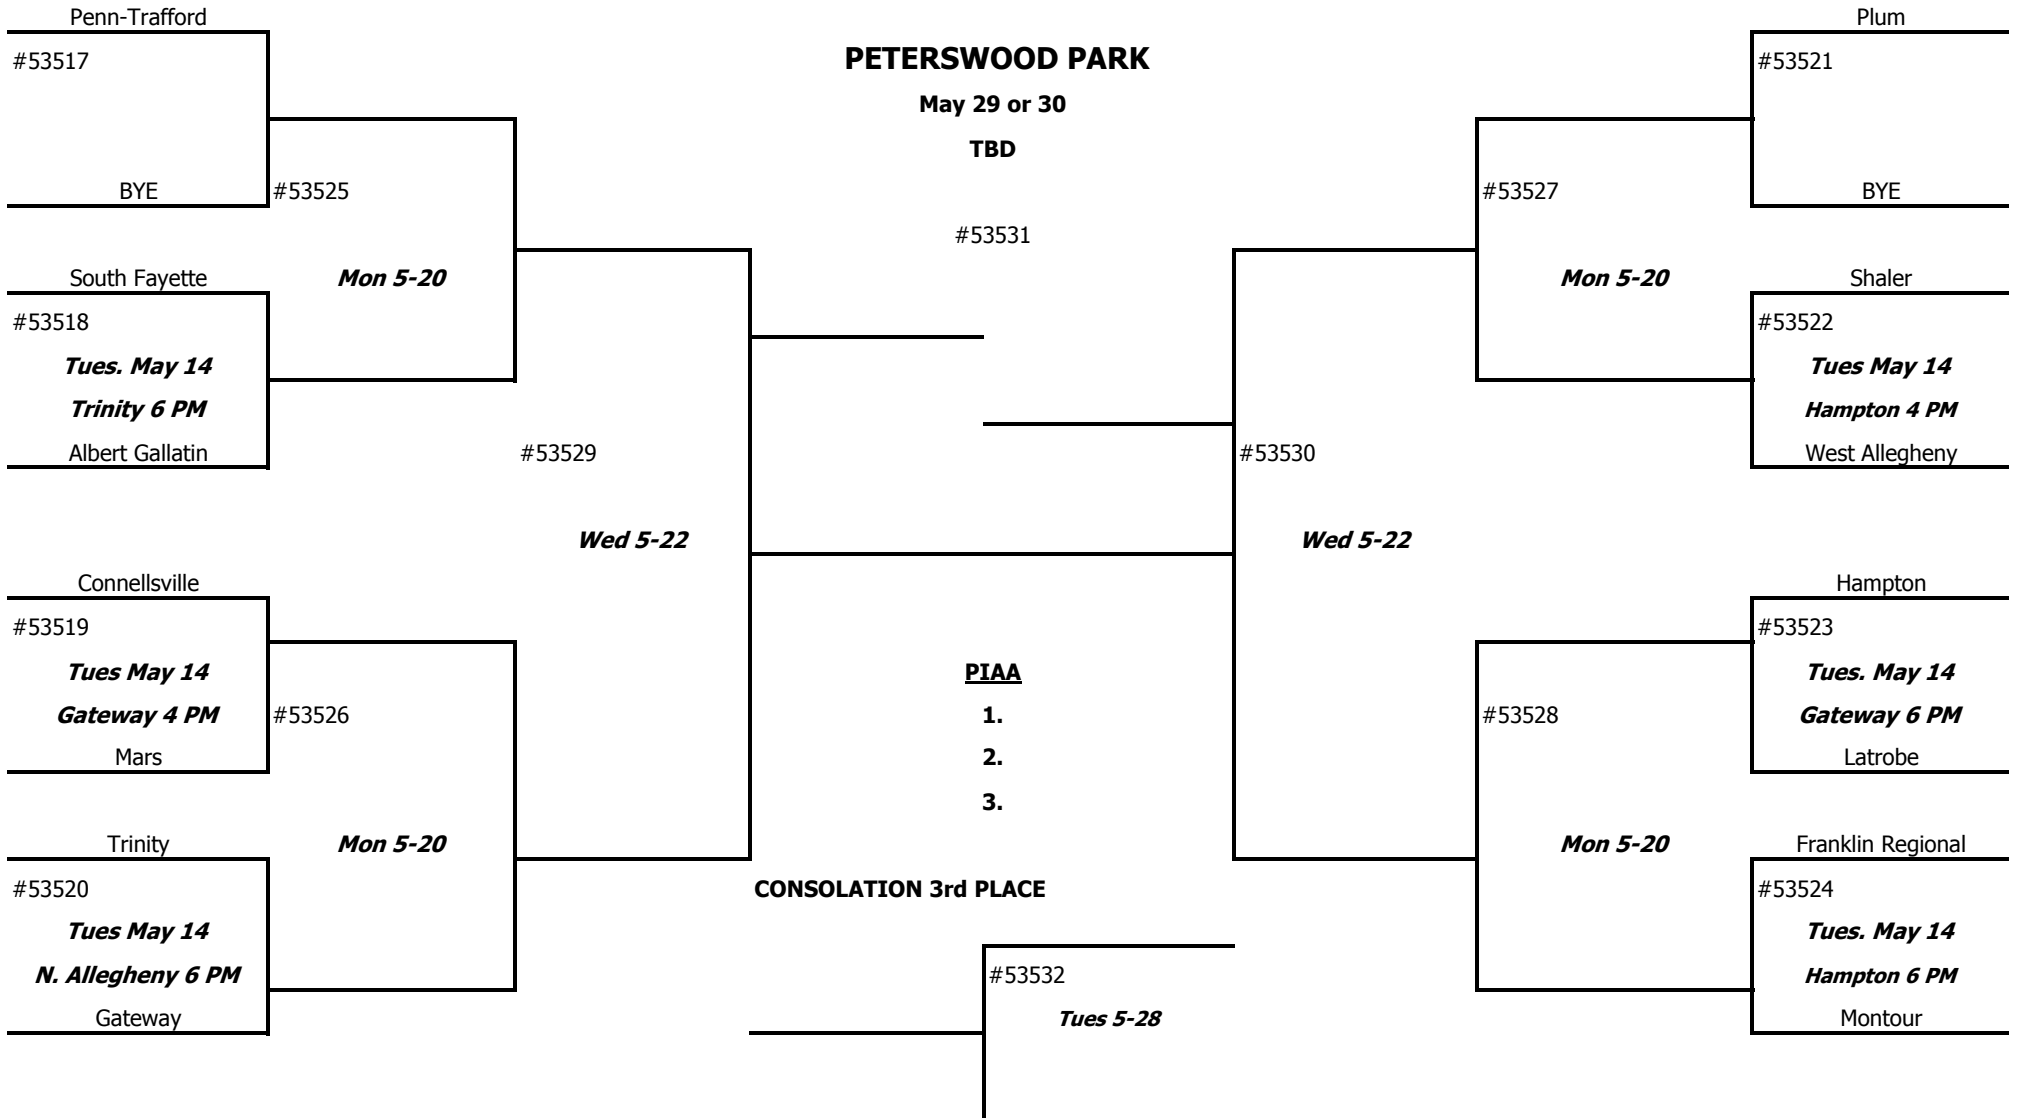 Penn-Trafford
#53517
BYE
South Fayette
#53518
Tues. May 14
Trinity 6 PM
Albert Gallatin
Connellsville
#53519
Tues May 14
Gateway 4 PM
Mars
Trinity
#53520
Tues May 14
N. Allegheny 6 PM
Gateway
#53525
Mon 5-20
#53526
Mon 5-20
#53529
Wed 5-22
PETERSWOOD PARK
May 29 or 30
TBD
#53531
PIAA
1.
2.
3.
CONSOLATION 3rd PLACE
#53532
Tues 5-28
#53530
Wed 5-22
#53527
Mon 5-20
#53528
Mon 5-20
Plum
#53521
BYE
Shaler
#53522
Tues May 14
Hampton 4 PM
West Allegheny
Hampton
#53523
Tues. May 14
Gateway 6 PM
Latrobe
Franklin Regional
#53524
Tues. May 14
Hampton 6 PM
Montour